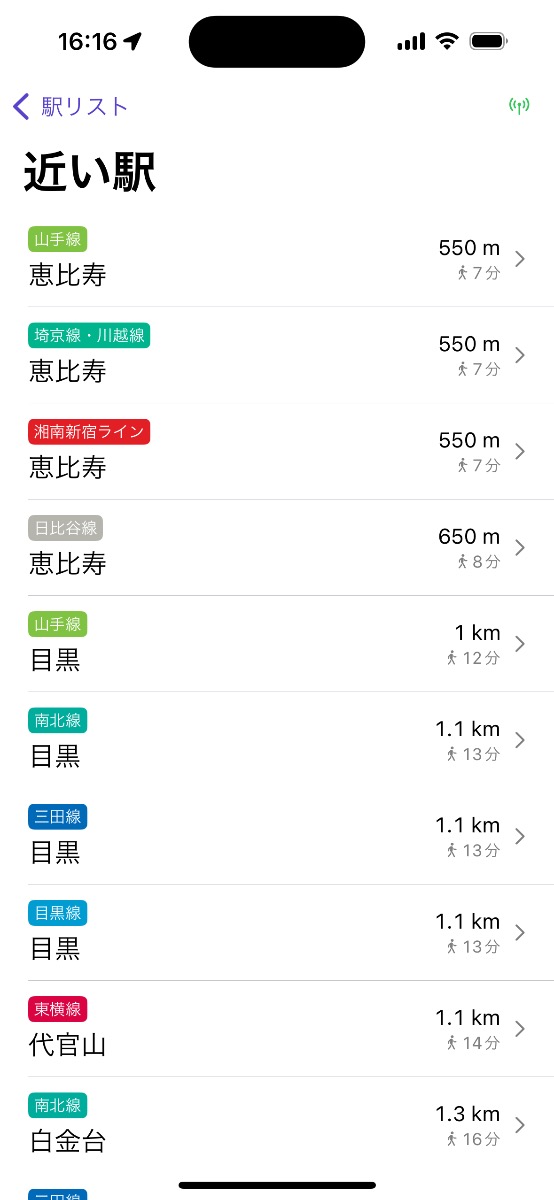 16:16
駅リスト
近い駅
山手線
恵比寿
550 m
7分
埼京線・川越線
恵比寿
550 m
7分
湘南新宿ライン
恵比寿
550 m
7分
日比谷線
恵比寿
650 m
8分
山手線
目黒
1 km
12分
南北線
目黒
1.1 km
13分
三田線
目黒
1.1 km
13分
目黒線
目黒
1.1 km
13分
東横線
代官山
1.1 km
14分
南北線
白金台
1.3 km
16分
三田線